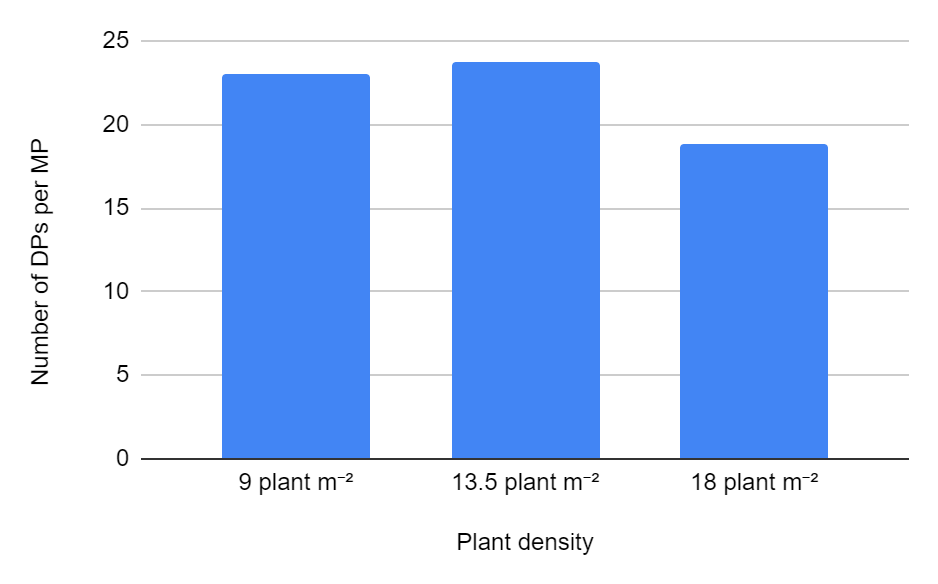 Number of DPs per MP
25
20
15
10
5
0
9 plant m⁻²
13.5 plant m⁻²
18 plant m⁻²
Plant density